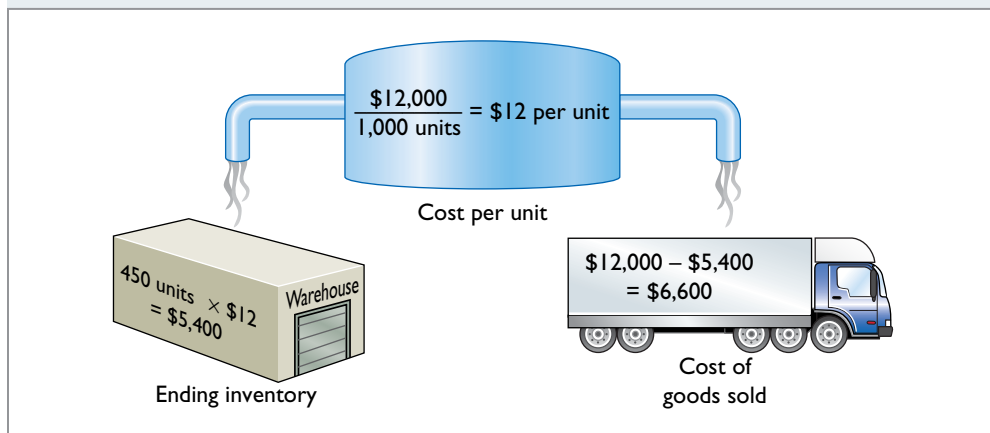 $12,000
1,000 units
= $12 per unit
Cost per unit
450 units × $12
= $5,400
Warehouse
Ending inventory
$12,000 – $5,400
= $6,600
Cost of
goods sold